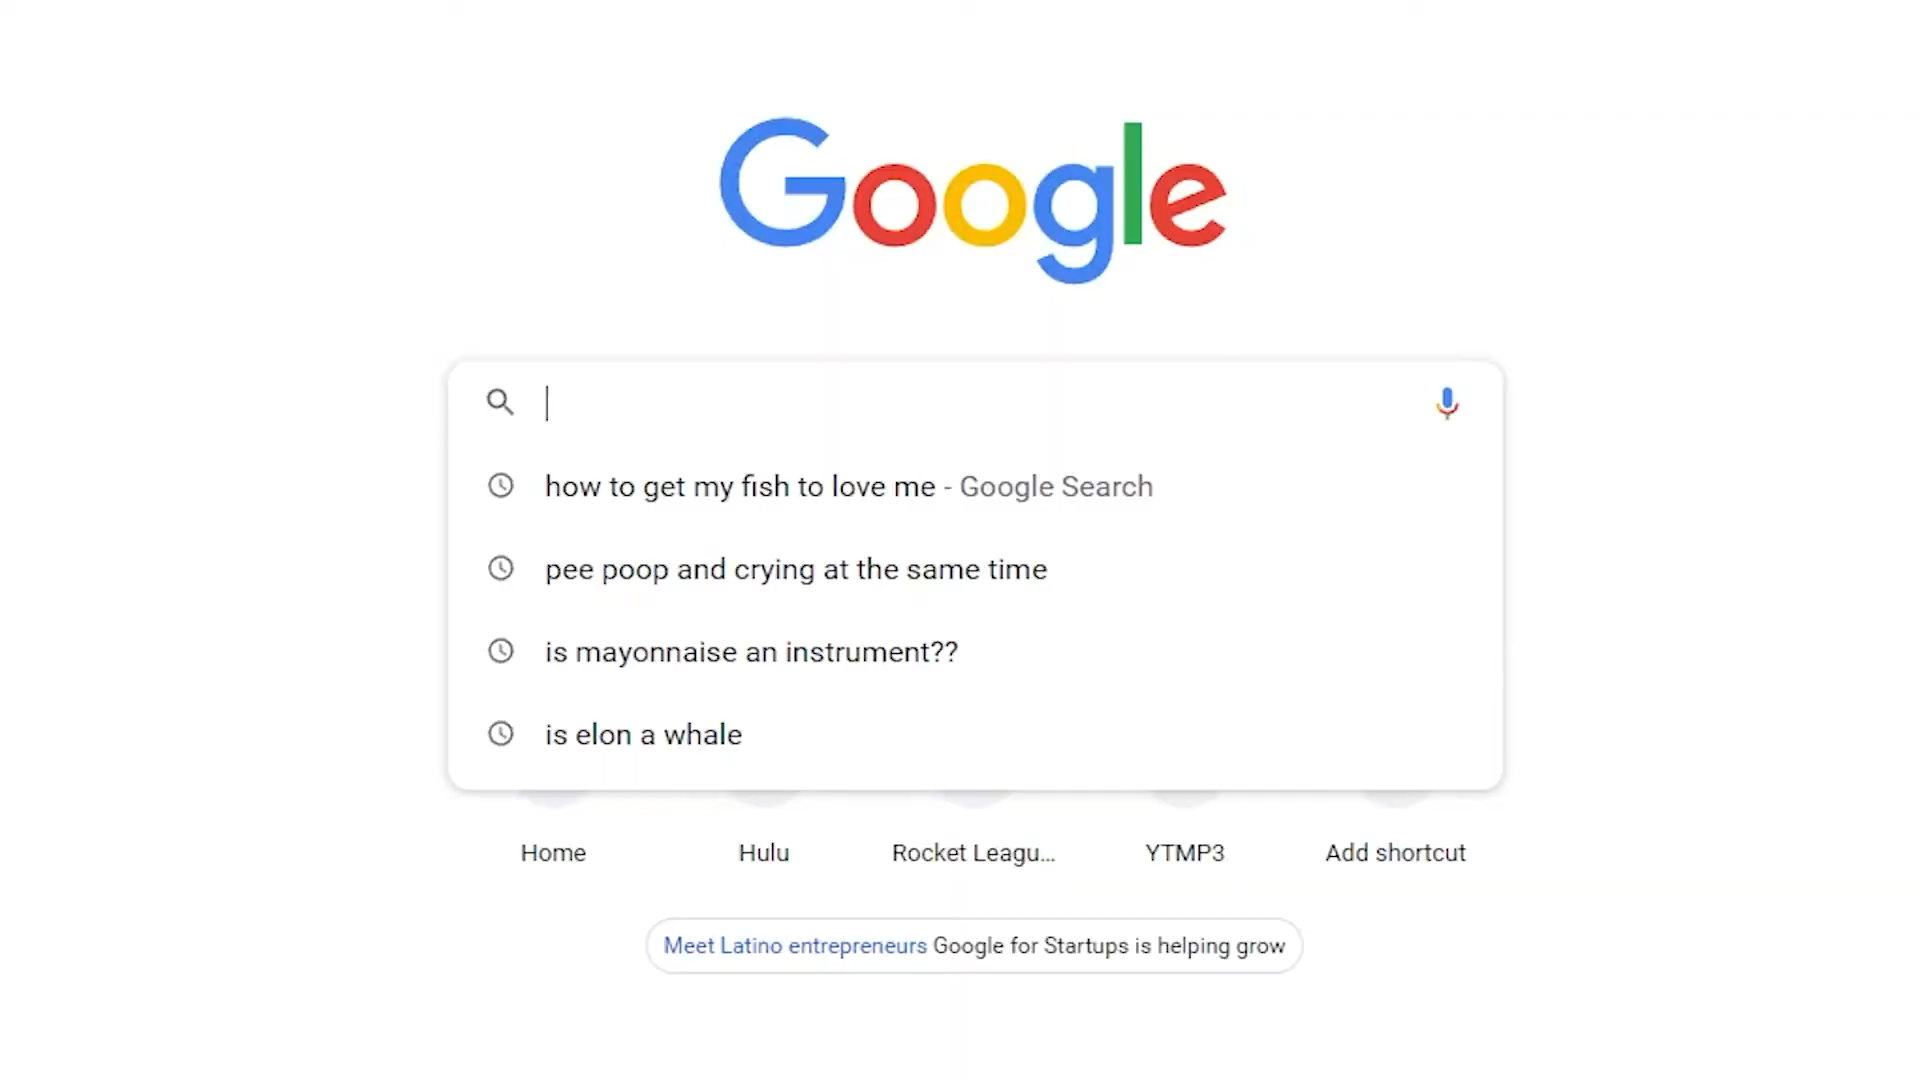 Google
how to get my fish to love me - Google Search
pee poop and crying at the same time
is mayonnaise an instrument??
is elon a whale
Home
Hulu
Rocket Leagu...
YTMP3
Add shortcut
Meet Latino entrepreneurs Google for Startups is helping grow